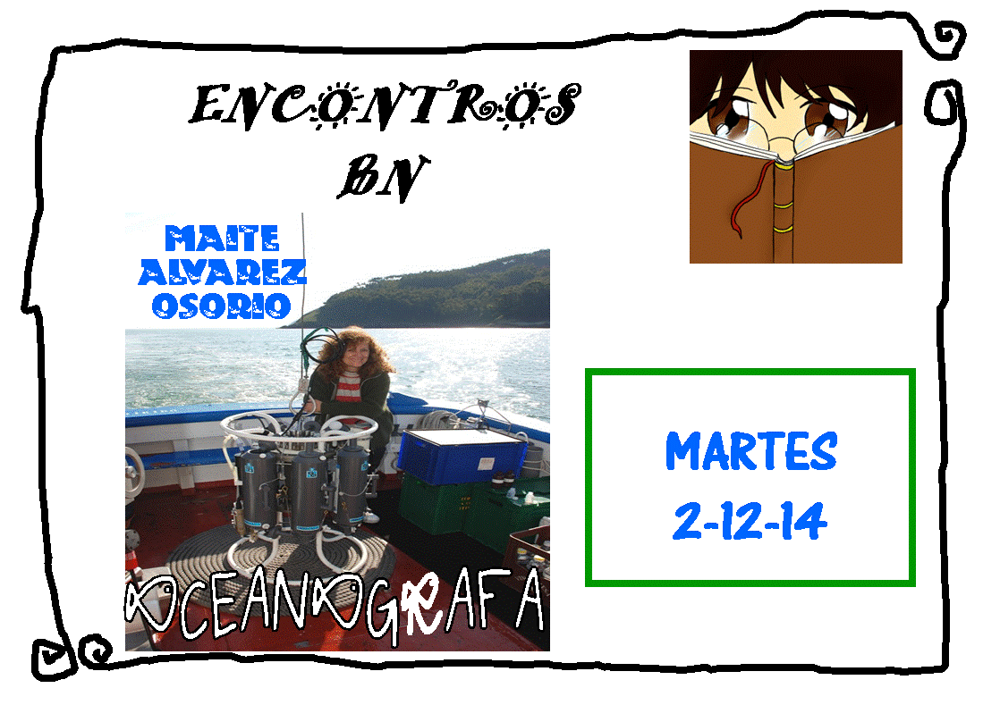 ENCONTROS
BN
MAITE
ALVAREZ
OSORIO
OCEANOGRAFA
MARTES
2-12-14